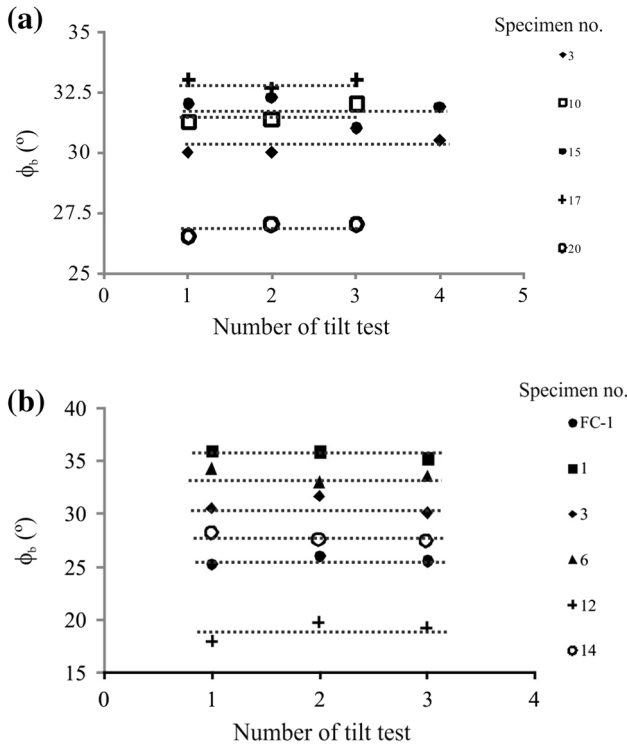 (a)
Specimen no.
35
32.5
30
27.5
25
ϕb (º)
0 1 2 3 4 5
Number of tilt test
3
10
15
17
20
(b)
Specimen no.
40
35
30
25
20
15
ϕb (º)
0 1 2 3 4
Number of tilt test
FC-1
1
3
6
12
14